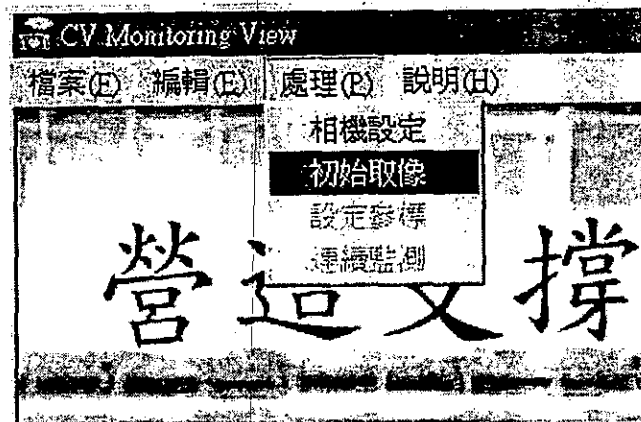 CV Monitoring View
檔案(F) 編輯(E) 處理(P) 說明(H)
相機設定
初始取像
設定參標
連續監測
營造支撐